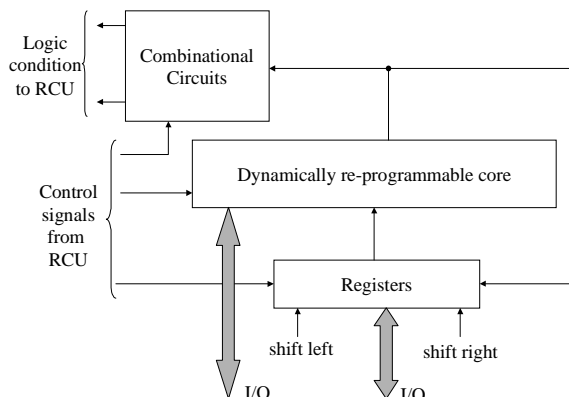 Logic
condition
to RCU
Combinational
Circuits
Dynamically re-programmable core
Control
signals
from
RCU
Registers
shift left
shift right
I/O
I/O